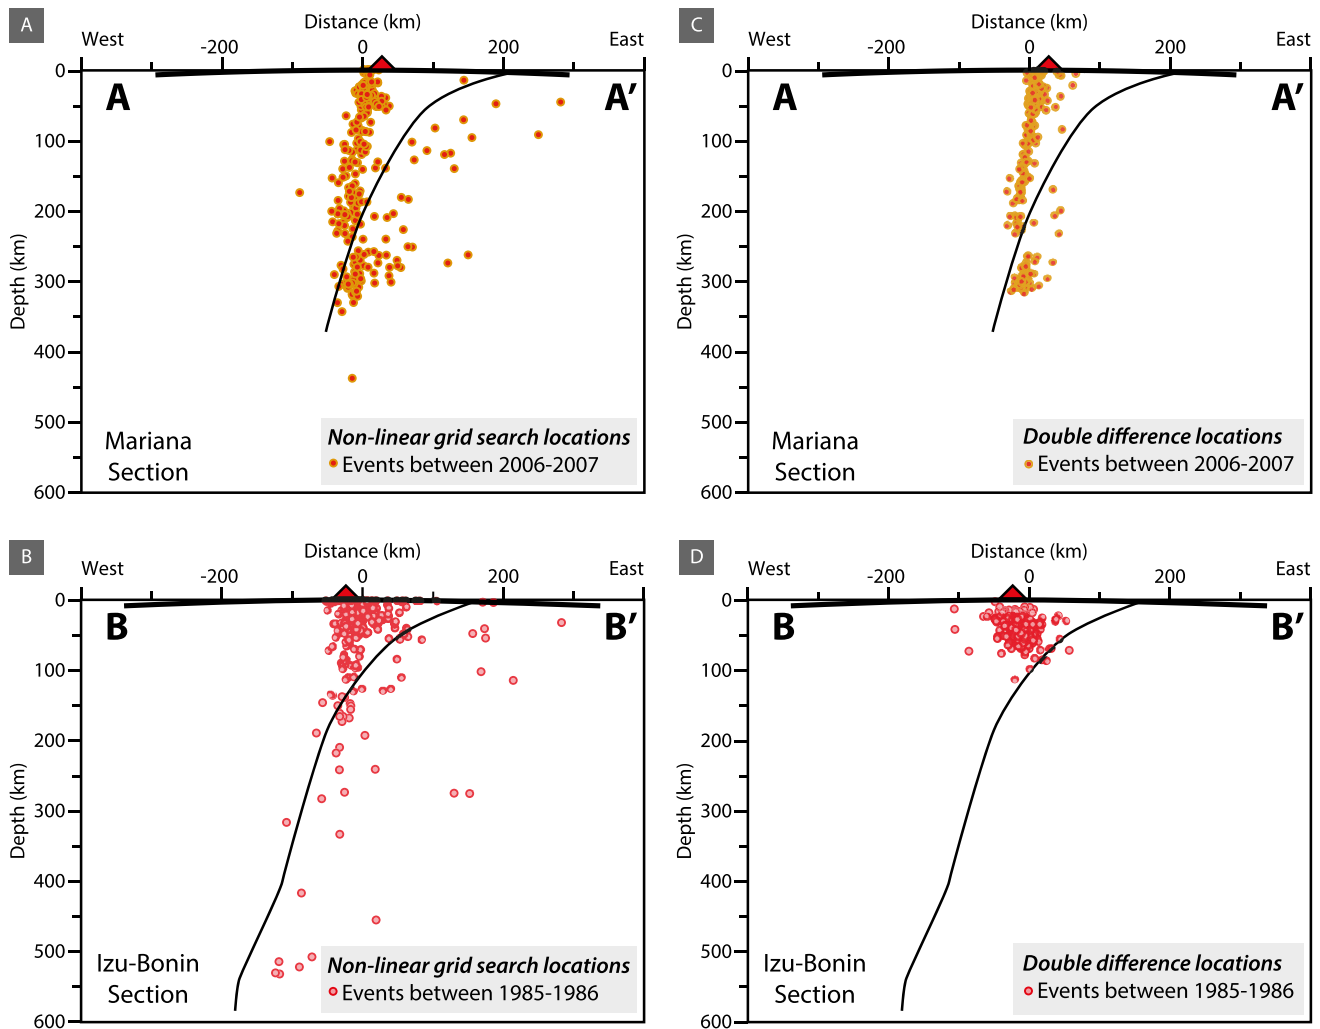 A
Distance (km)
West
East
-200 0 200
0
100
200
300
400
500
600
Depth (km)
A
A′
Mariana
Section
Non-linear grid search locations
Events between 2006-2007
C
Distance (km)
West
East
-200 0 200
0
100
200
300
400
500
600
Depth (km)
A
A′
Mariana
Section
Double difference locations
Events between 2006-2007
B
Distance (km)
West
East
-200 0 200
0
100
200
300
400
500
600
Depth (km)
B
B′
Izu-Bonin
Section
Non-linear grid search locations
Events between 1985-1986
D
Distance (km)
West
East
-200 0 200
0
100
200
300
400
500
600
Depth (km)
B
B′
Izu-Bonin
Section
Double difference locations
Events between 1985-1986